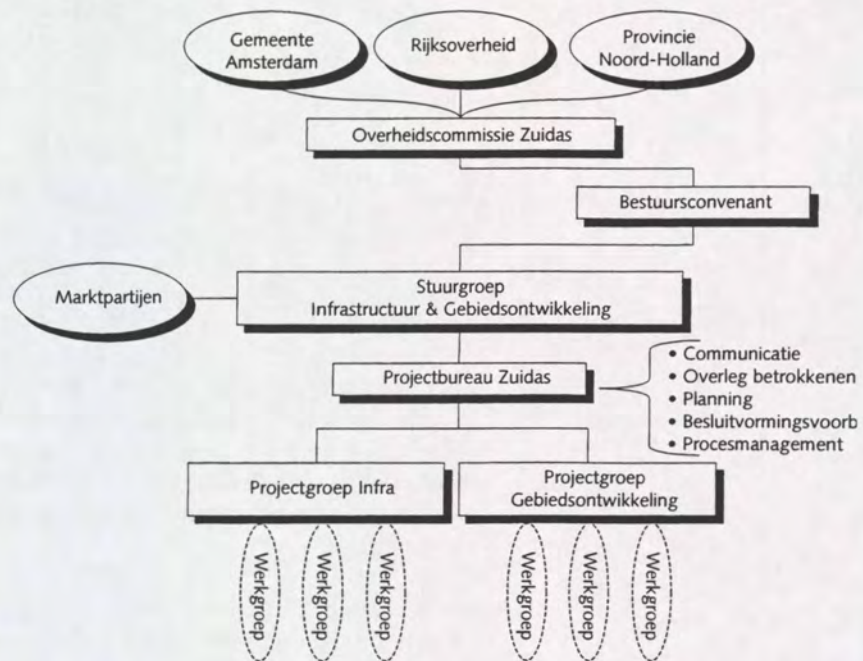 Gemeente
Amsterdam
Rijksoverheid
Provincie
Noord-Holland
Overheidscommissie Zuidas
Bestuursconvenant
Marktpartijen
Stuurgroep
Infrastructuur & Gebiedsontwikkeling
Projectbureau Zuidas
• Communicatie
• Overleg betrokkenen
• Planning
• Besluitvormingsvoorb
• Procesmanagement
Projectgroep Infra
Projectgroep
Gebiedsontwikkeling
Werkgroep
Werkgroep
Werkgroep
Werkgroep
Werkgroep
Werkgroep